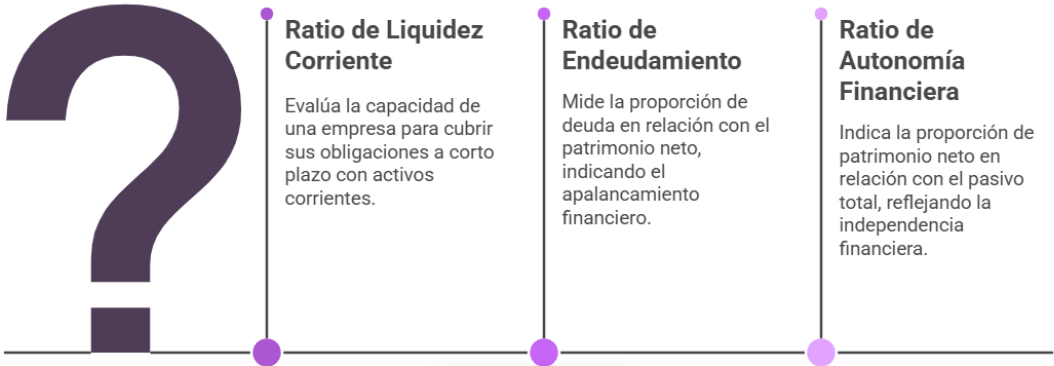 Ratio de Liquidez
Corriente
Evalúa la capacidad de
una empresa para cubrir
sus obligaciones a corto
plazo con activos
corrientes.
Ratio de
Endeudamiento
Mide la proporción de
deuda en relación con el
patrimonio neto,
indicando el
apalancamiento
financiero.
Ratio de
Autonomía
Financiera
Indica la proporción de
patrimonio neto en
relación con el pasivo
total, reflejando la
independencia
financiera.